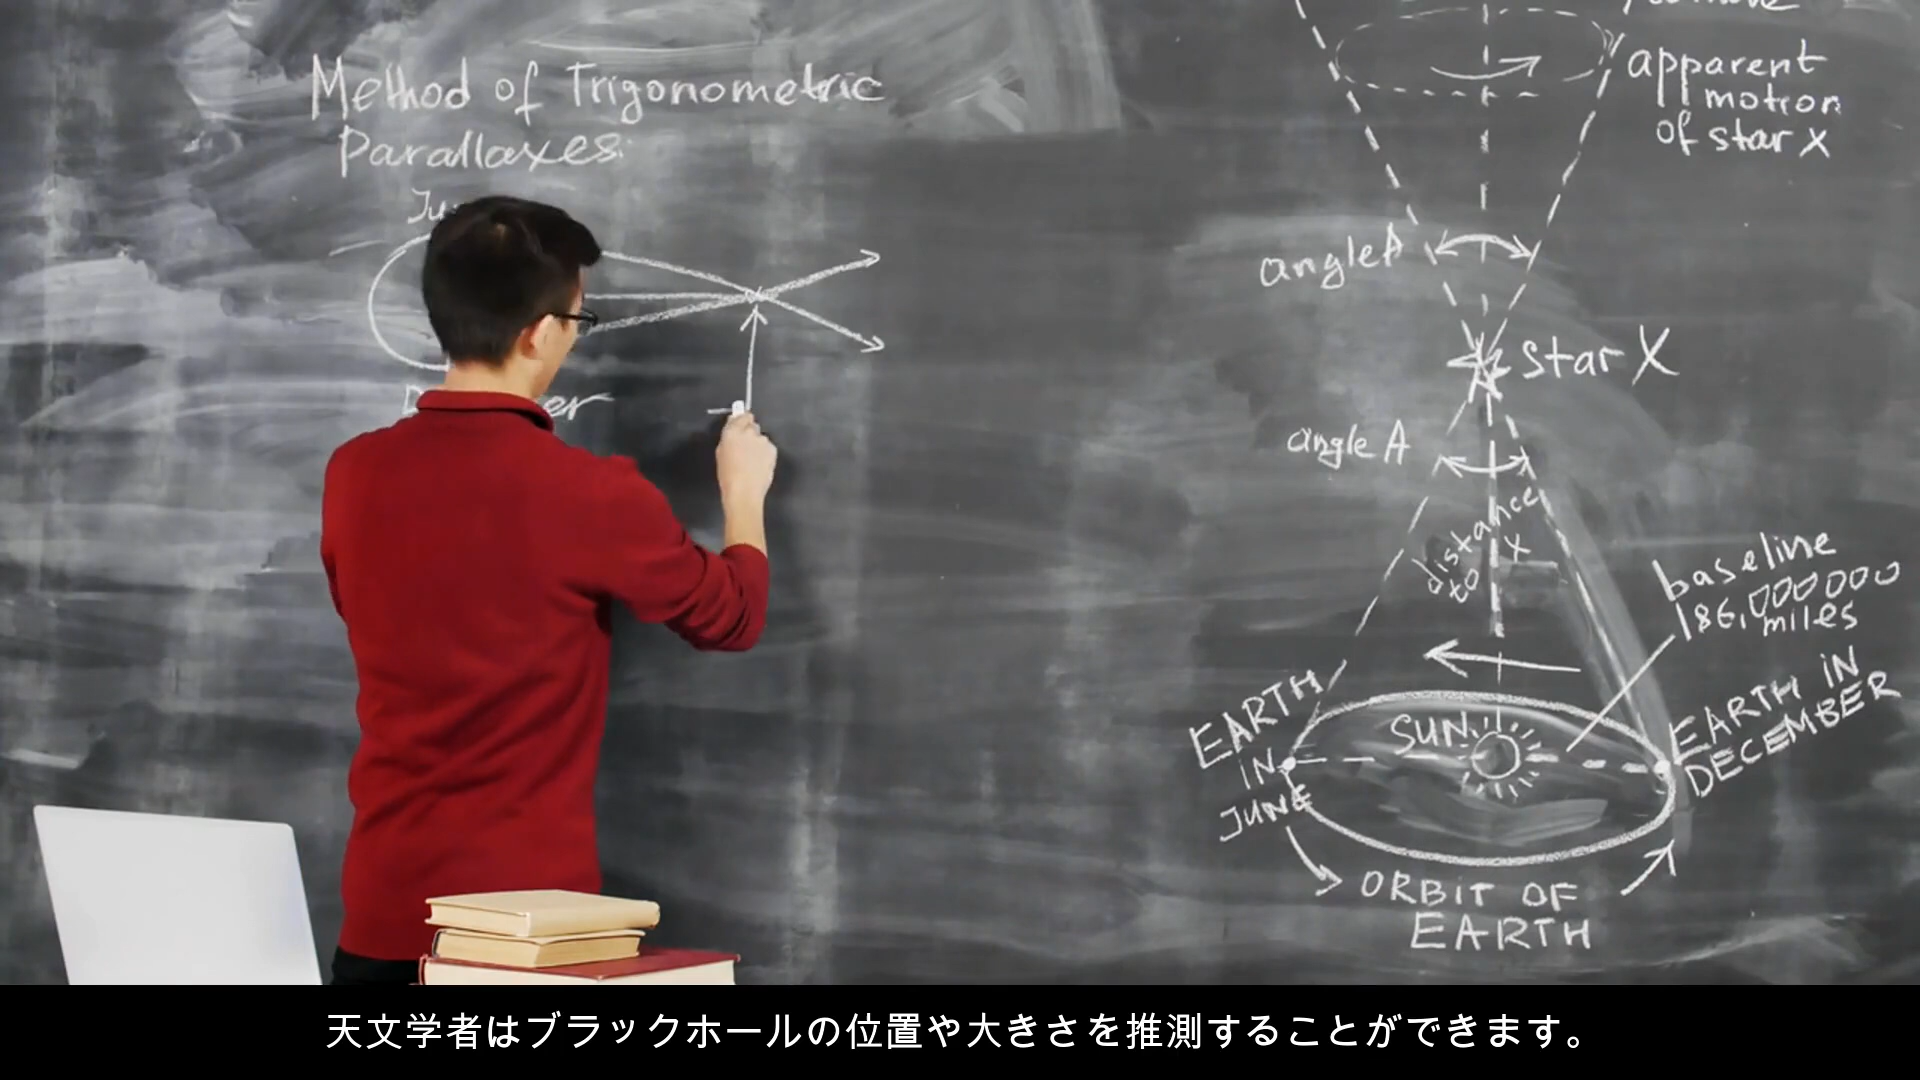 Method of Trigonometric
Parallaxes:
apparent
motion
of star X
angle A
star X
angle A
distance
to X
baseline
186,000000
miles
EARTH
IN
JUNE
SUN
EARTH IN
DECEMBER
ORBIT OF
EARTH
天文学者はブラックホールの位置や大きさを推測することができます。